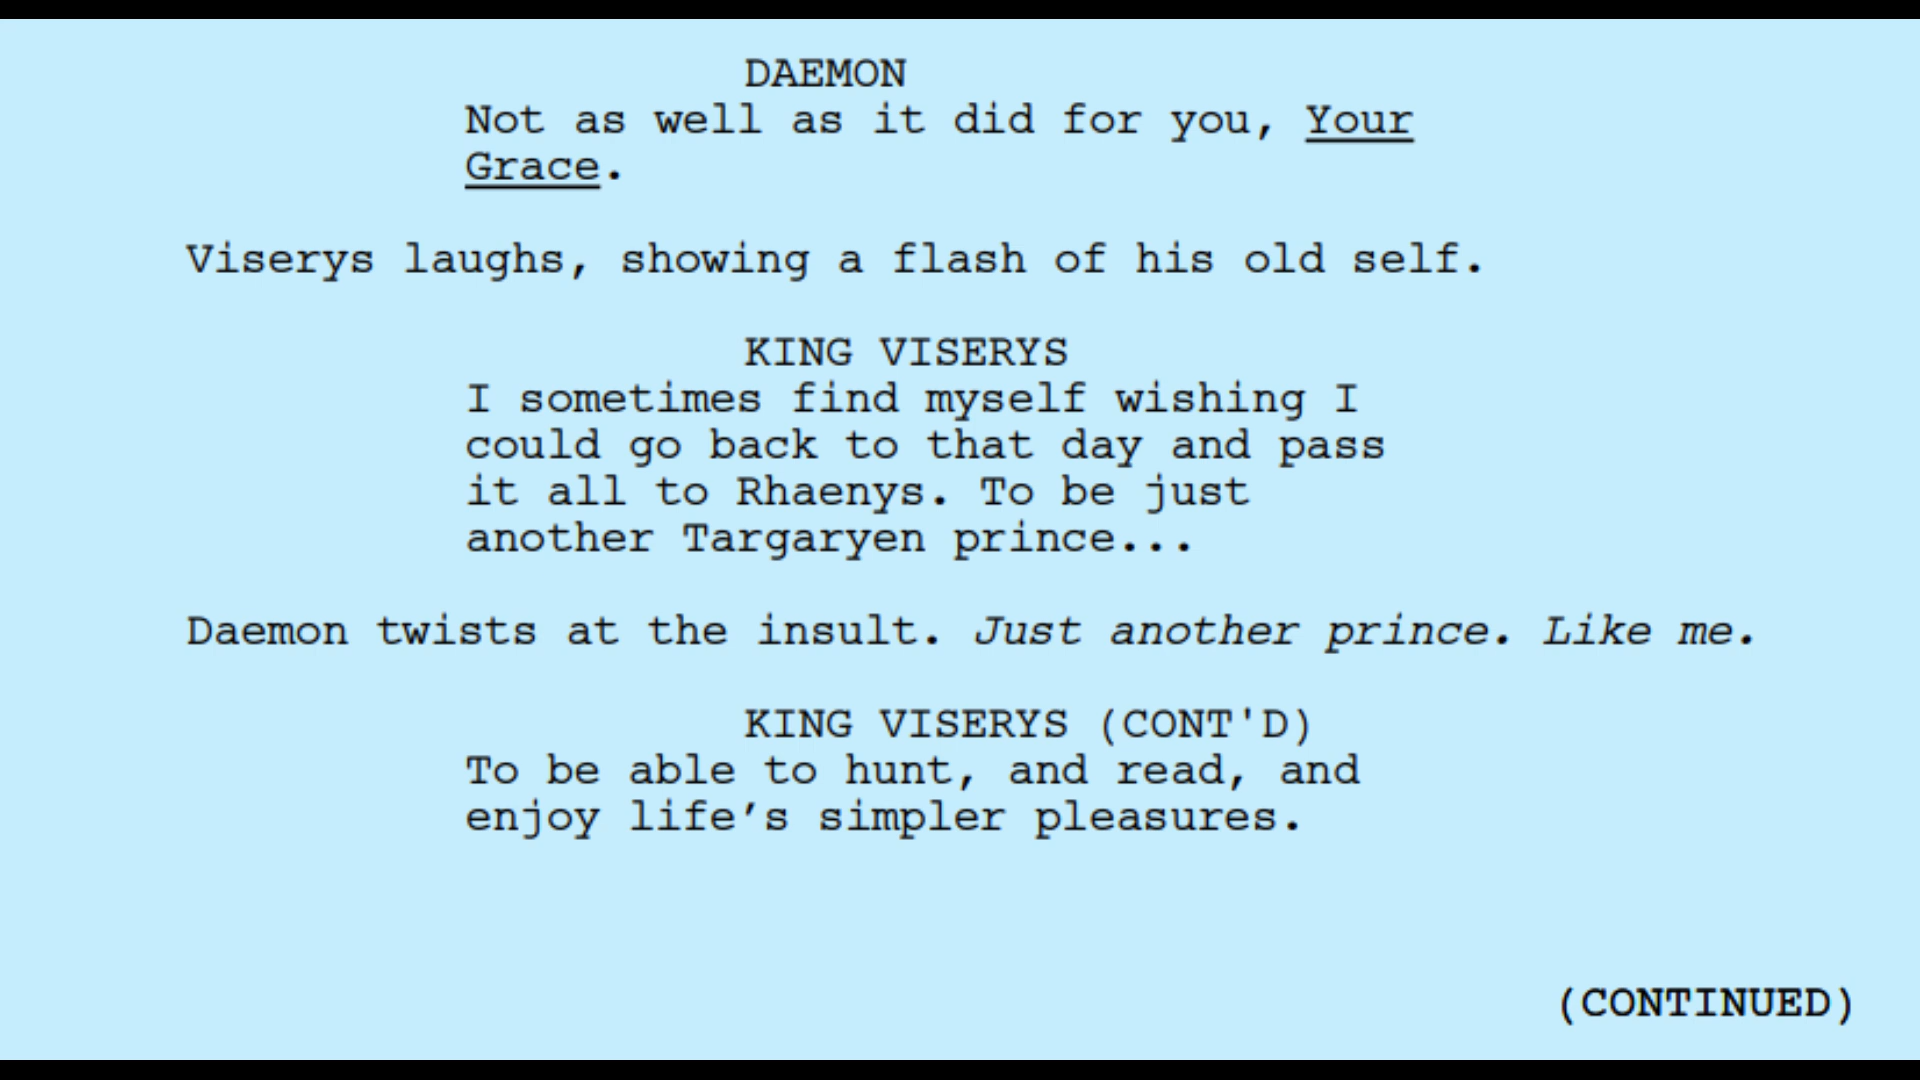 DAEMON
Not as well as it did for you, Your
Grace.
Viserys laughs, showing a flash of his old self.
KING VISERYS
I sometimes find myself wishing I
could go back to that day and pass
it all to Rhaenys. To be just
another Targaryen prince...
Daemon twists at the insult. Just another prince. Like me.
KING VISERYS (CONT'D)
To be able to hunt, and read, and
enjoy life’s simpler pleasures.
(CONTINUED)